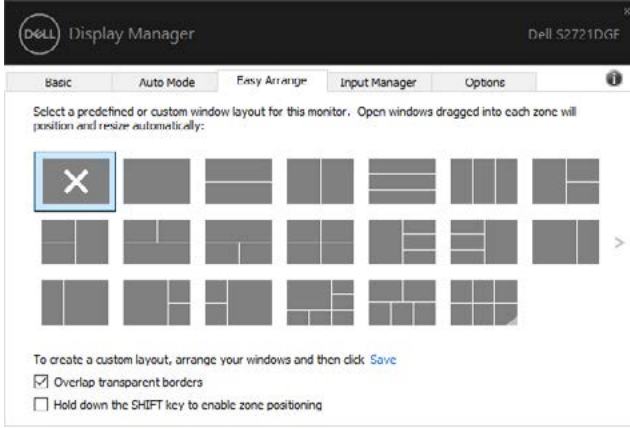 DELL Display Manager
Dell S2721DGF
Basic Auto Mode Easy Arrange Input Manager Options
Select a predefined or custom window layout for this monitor. Open windows dragged into each zone will
position and resize automatically:
To create a custom layout, arrange your windows and then click Save
Overlap transparent borders
Hold down the SHIFT key to enable zone positioning